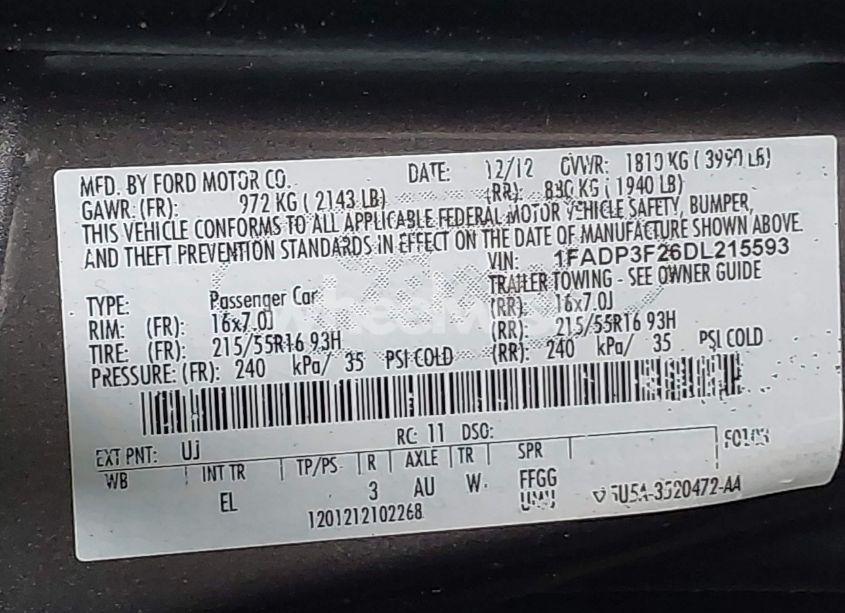 MFD. BY FORD MOTOR CO. DATE: 12/12 GVWR: 1810 KG ( 3990 LB)
GAWR: (FR): 972 KG ( 2143 LB) (RR): 880 KG ( 1940 LB)
THIS VEHICLE CONFORMS TO ALL APPLICABLE FEDERAL MOTOR VEHICLE SAFETY, BUMPER,
AND THEFT PREVENTION STANDARDS IN EFFECT ON THE DATE OF MANUFACTURE SHOWN ABOVE.
VIN: 1FADP3F26DL215593
TYPE: Passenger Car TRAILER TOWING - SEE OWNER GUIDE
RIM: (FR): 16x7.0J (RR): 16x7.0J
TIRE: (FR): 215/55R16 93H (RR): 215/55R16 93H
PRESSURE: (FR): 240 kPa/ 35 PSI COLD (RR): 240 kPa/ 35 PSI COLD
EXT PNT: UJ RC: 11 DSO:
WB INT TR TP/PS R AXLE TR SPR
EL 3 AU W FFGG
1201212102268